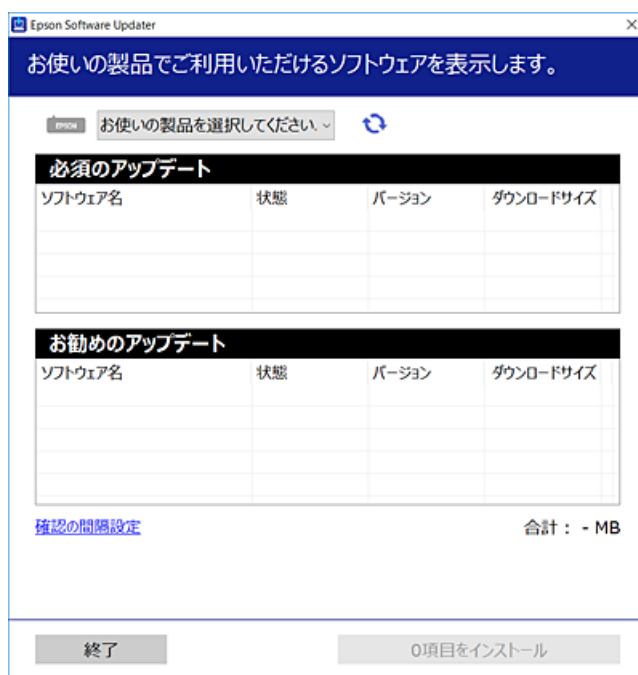 Epson Software Updater
お使いの製品でご利用いただけるソフトウェアを表示します。
EPSON お使いの製品を選択してください.
必須のアップデート
ソフトウェア名 状態 バージョン ダウンロードサイズ
お勧めのアップデート
ソフトウェア名 状態 バージョン ダウンロードサイズ
確認の間隔設定 合計： - MB
終了 0項目をインストール